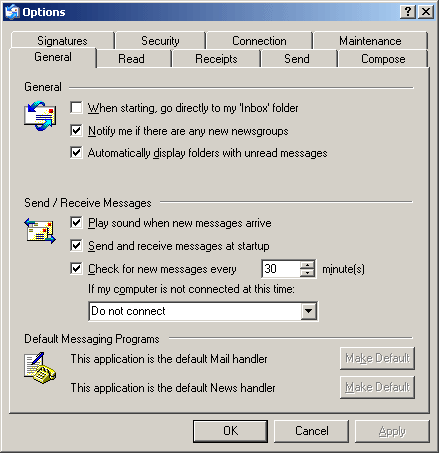 Options
Signatures Security Connection Maintenance
General Read Receipts Send Compose
General
When starting, go directly to my 'Inbox' folder
Notify me if there are any new newsgroups
Automatically display folders with unread messages
Send / Receive Messages
Play sound when new messages arrive
Send and receive messages at startup
Check for new messages every 30 minute(s)
If my computer is not connected at this time:
Do not connect
Default Messaging Programs
This application is the default Mail handler Make Default
This application is the default News handler Make Default
OK Cancel Apply